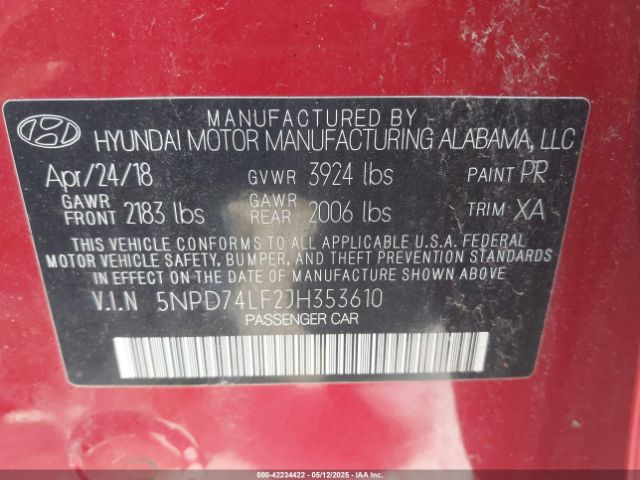 MANUFACTURED BY
HYUNDAI MOTOR MANUFACTURING ALABAMA, LLC
Apr/24/18 GVWR 3924 lbs PAINT PR
GAWR FRONT 2183 lbs GAWR REAR 2006 lbs TRIM XA
THIS VEHICLE CONFORMS TO ALL APPLICABLE U.S.A. FEDERAL
MOTOR VEHICLE SAFETY, BUMPER, AND THEFT PREVENTION STANDARDS
IN EFFECT ON THE DATE OF MANUFACTURE SHOWN ABOVE.
V.I.N 5NPD74LF2JH353610
PASSENGER CAR
000-42234422 - 05/12/2025 - COPYRIGHT © IAA, LLC.